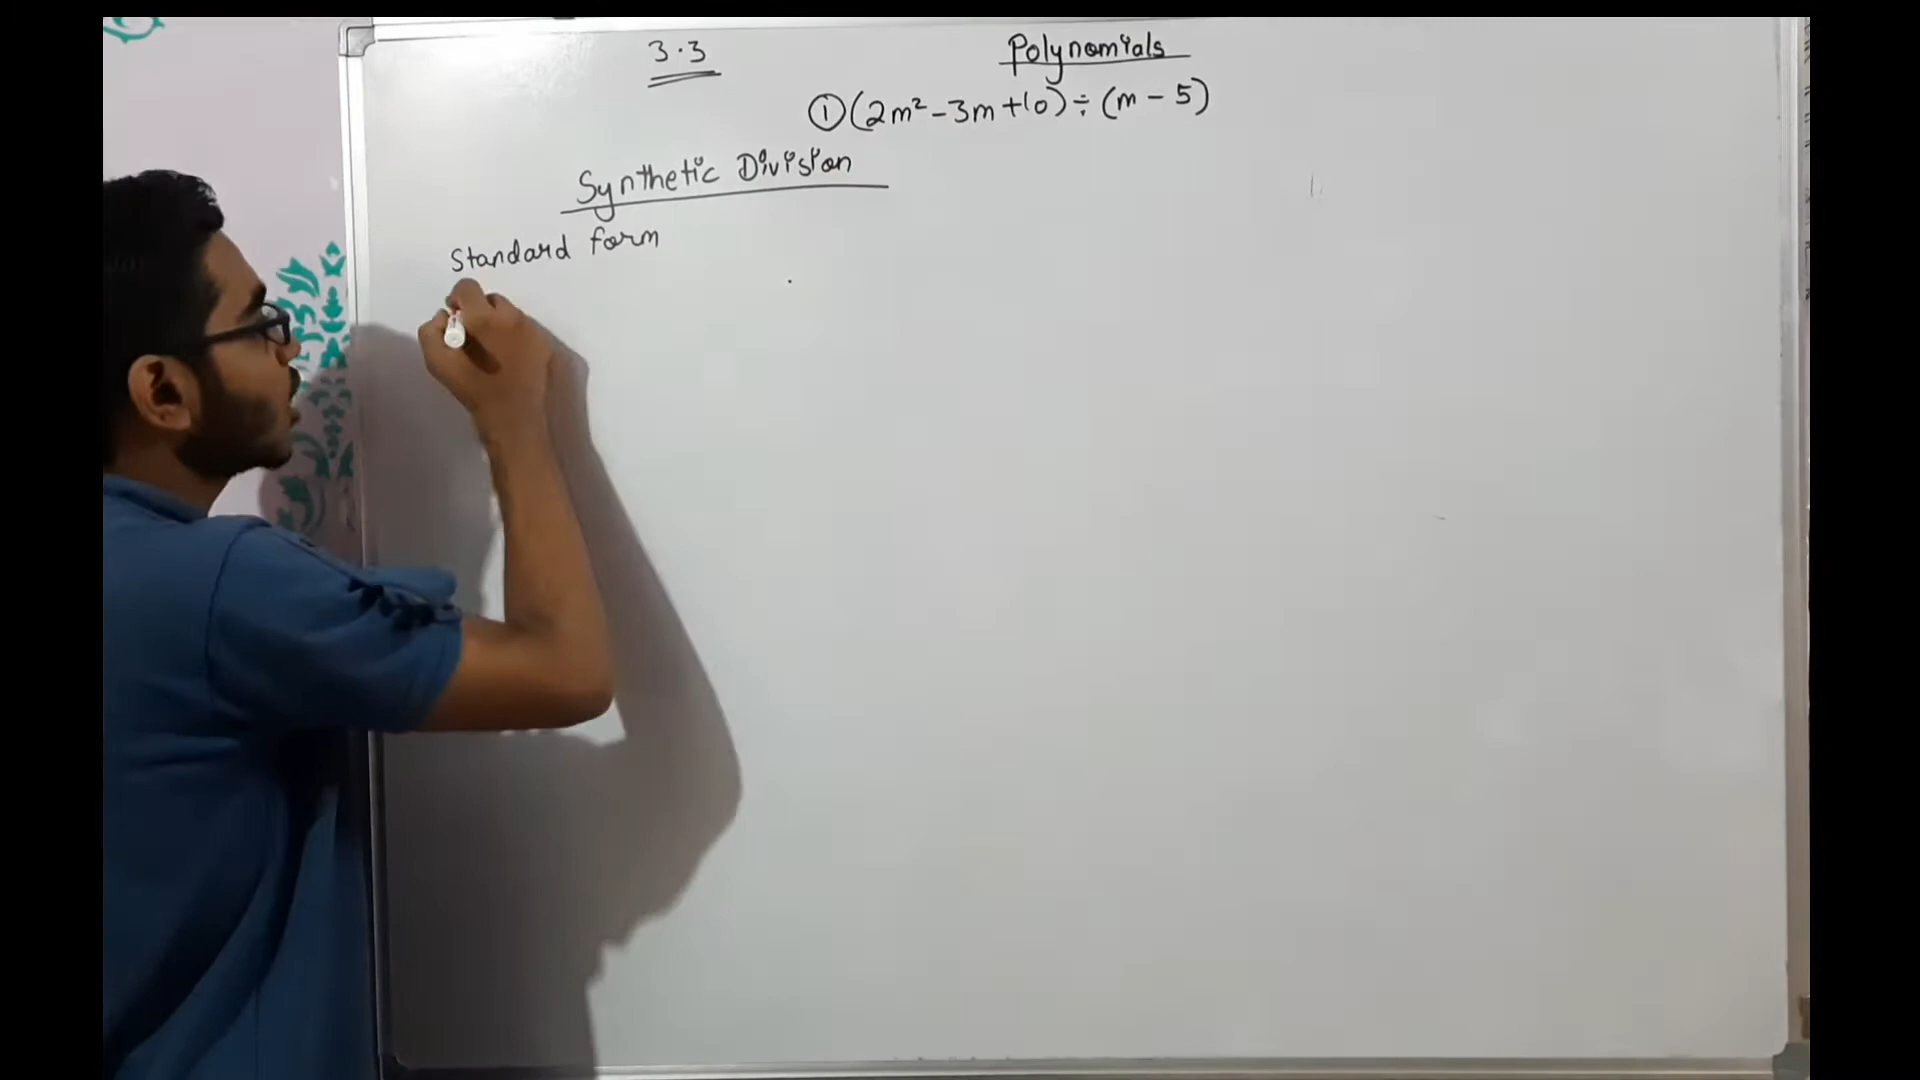 3.3
Polynomials
① (2m² - 3m + 10) ÷ (m - 5)
Synthetic Division
Standard form